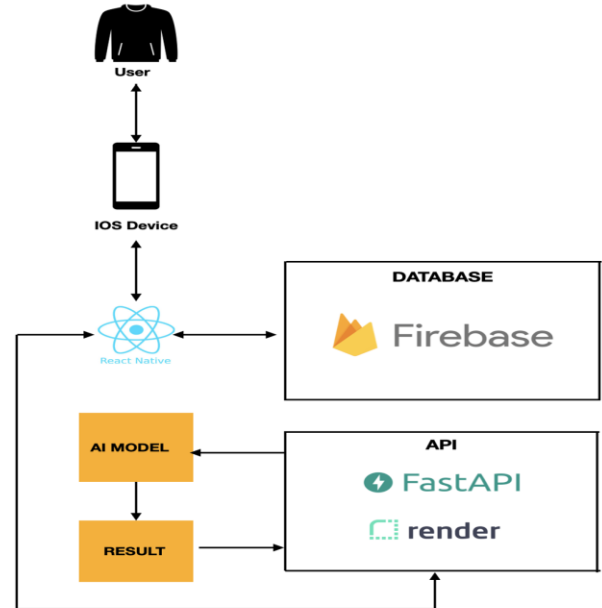 User
IOS Device
React Native
DATABASE
Firebase
AI MODEL
RESULT
API
FastAPI
render